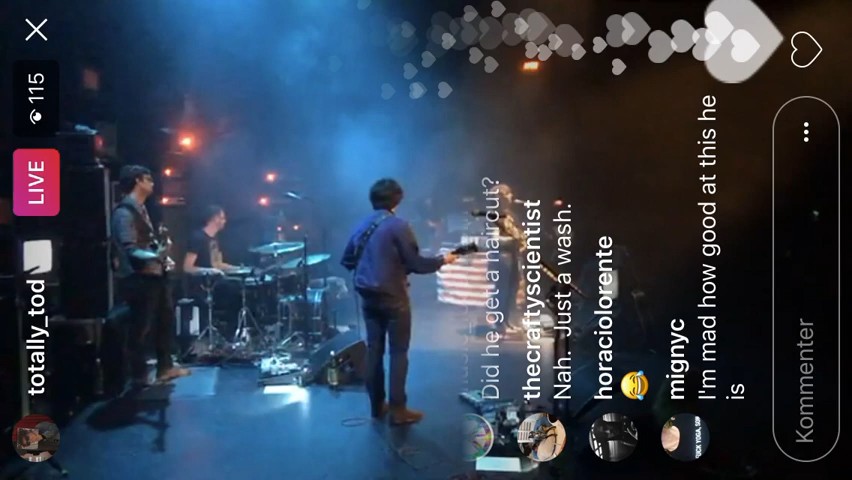 totally_tod
LIVE
115
Did he get a haircut?
thecraftyscientist
Nah. Just a wash.
horaciolorente
😂
mignyc
I'm mad how good at this he
is
Kommenter